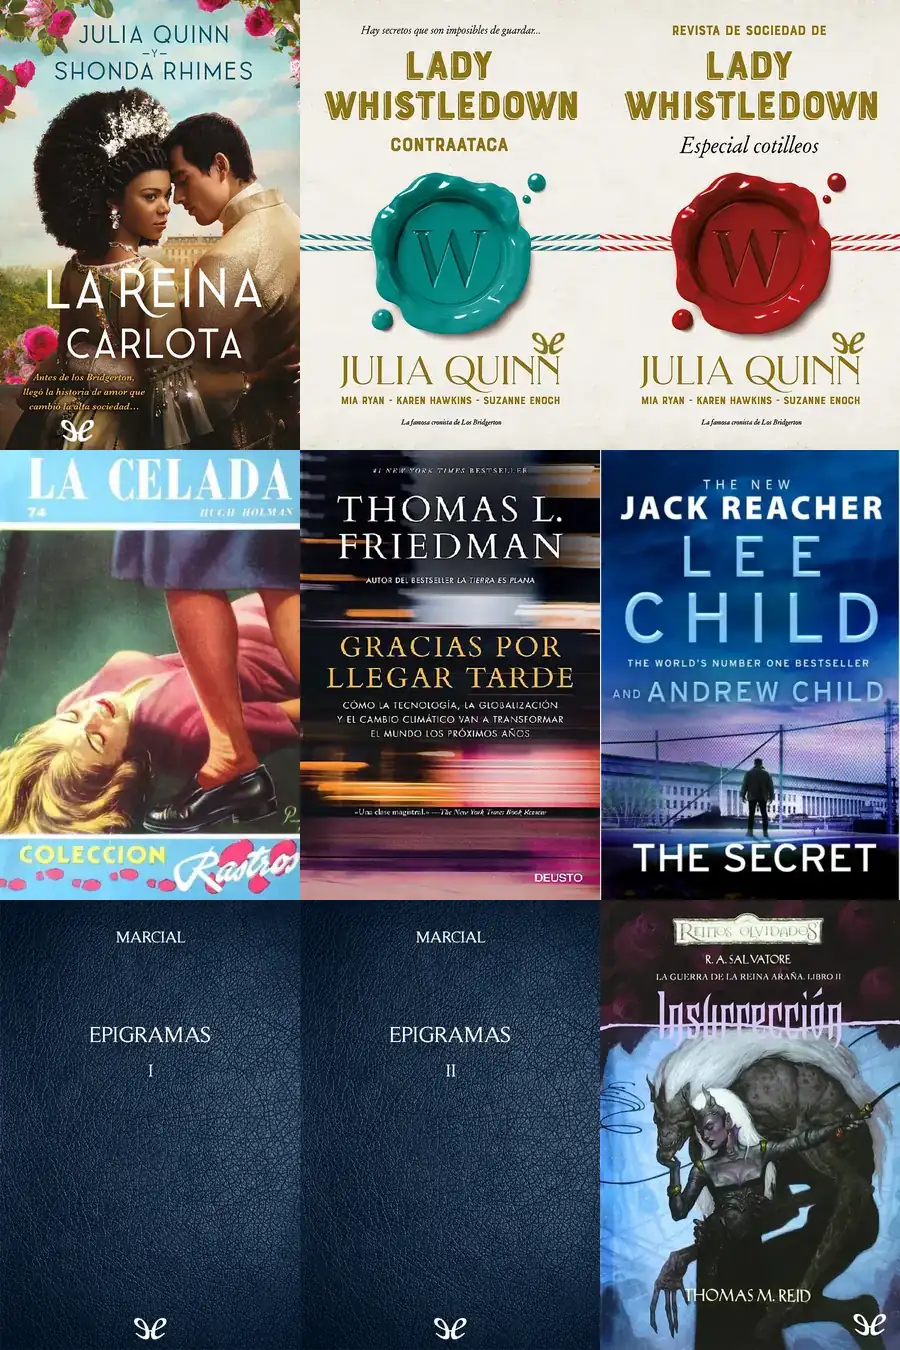 JULIA QUINN
-Y-
SHONDA RHIMES
LA REINA
CARLOTA
Antes de los Bridgerton,
llegó la historia de amor que
cambió la alta sociedad...
Hay secretos que son imposibles de guardar...
LADY
WHISTLEDOWN
CONTRAATACA
W
JULIA QUINN
MIA RYAN - KAREN HAWKINS - SUZANNE ENOCH
La famosa cronista de Los Bridgerton
REVISTA DE SOCIEDAD DE
LADY
WHISTLEDOWN
Especial cotilleos
W
JULIA QUINN
MIA RYAN - KAREN HAWKINS - SUZANNE ENOCH
La famosa cronista de Los Bridgerton
LA CELADA
74
HUGH HOLMAN
COLECCION
Rastros
#1 NEW YORK TIMES BESTSELLER
THOMAS L.
FRIEDMAN
AUTOR DEL BESTSELLER LA TIERRA ES PLANA
GRACIAS POR
LLEGAR TARDE
CÓMO LA TECNOLOGÍA, LA GLOBALIZACIÓN
Y EL CAMBIO CLIMÁTICO VAN A TRANSFORMAR
EL MUNDO LOS PRÓXIMOS AÑOS
«Una clase magistral.» —The New York Times Book Review
DEUSTO
THE NEW
JACK REACHER
LEE
CHILD
THE WORLD'S NUMBER ONE BESTSELLER
AND ANDREW CHILD
THE SECRET
MARCIAL
EPIGRAMAS
I
MARCIAL
EPIGRAMAS
II
REINOS OLVIDADOS
R. A. SALVATORE
LA GUERRA DE LA REINA ARAÑA. LIBRO II
Insurrección
THOMAS M. REID